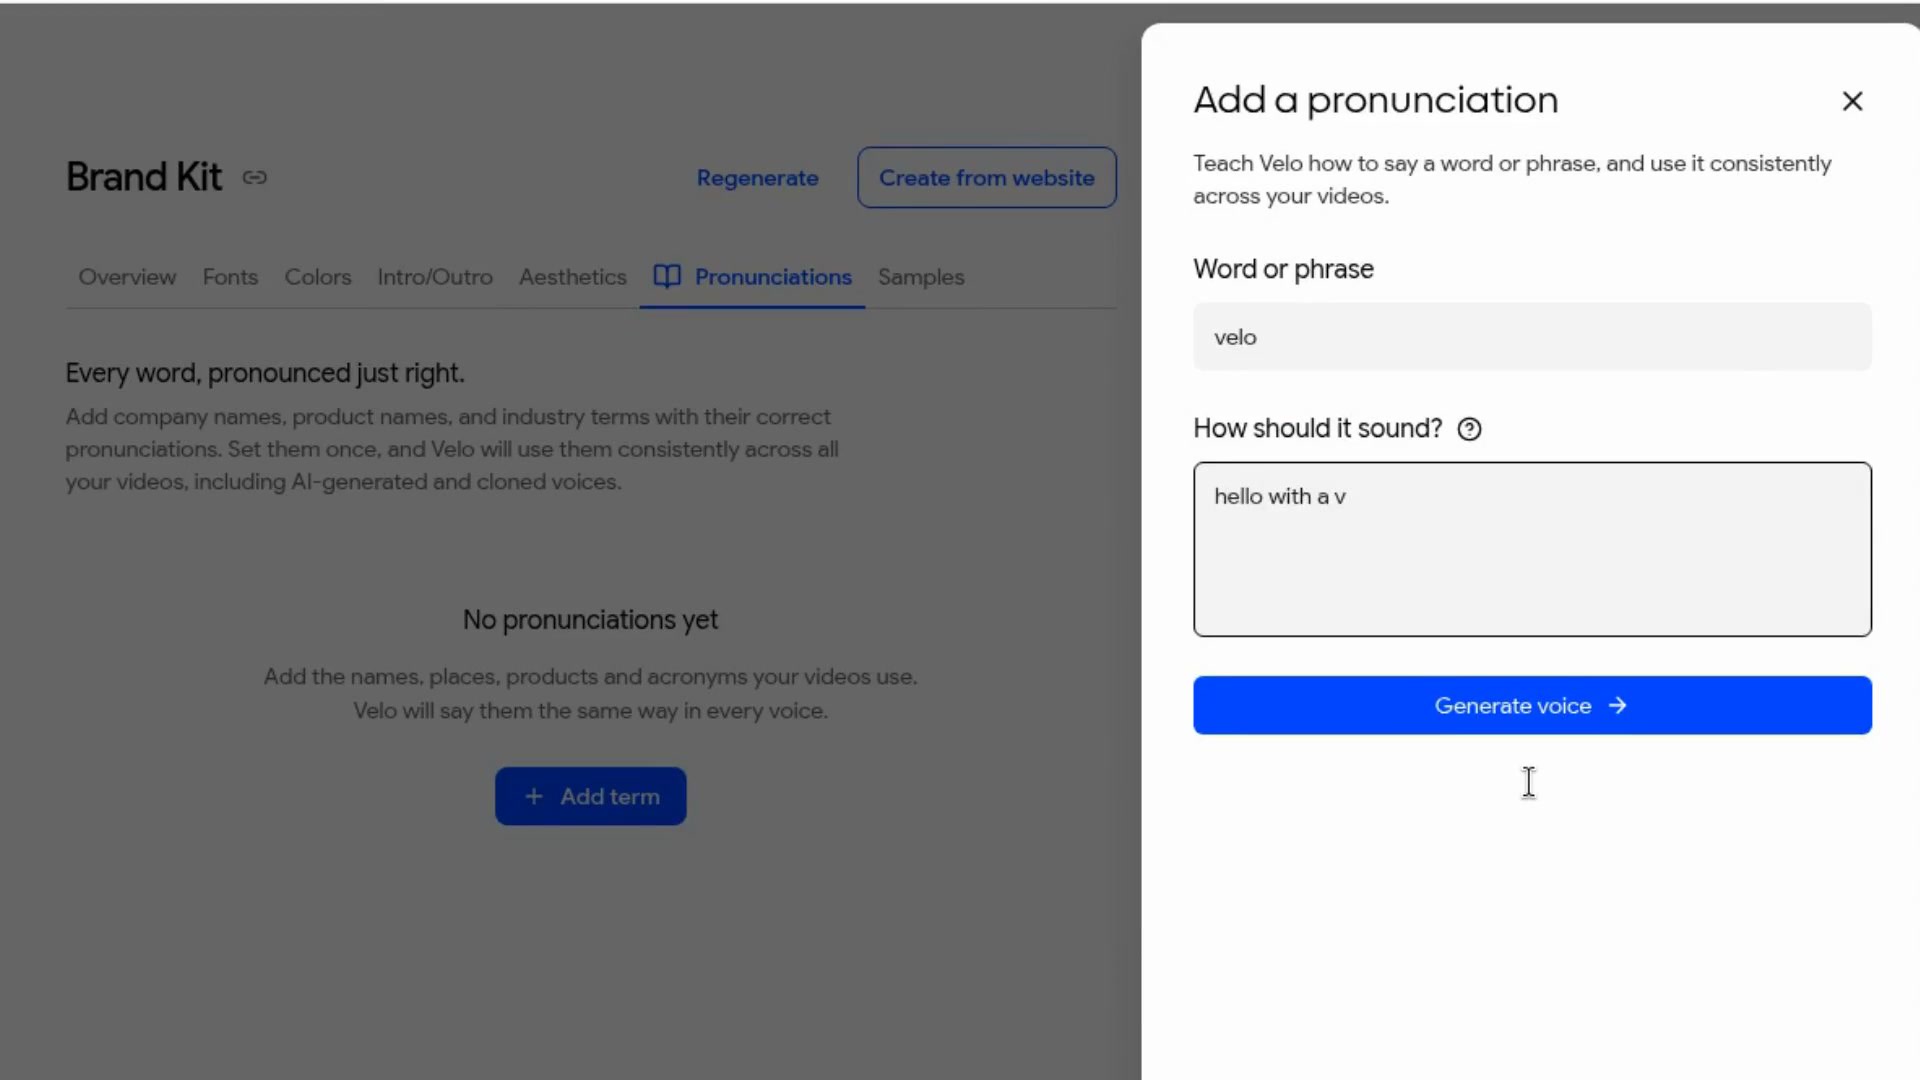 Brand Kit
Regenerate
Create from website
Overview
Fonts
Colors
Intro/Outro
Aesthetics
Pronunciations
Samples
Every word, pronounced just right.
Add company names, product names, and industry terms with their correct
pronunciations. Set them once, and Velo will use them consistently across all
your videos, including AI-generated and cloned voices.
No pronunciations yet
Add the names, places, products and acronyms your videos use.
Velo will say them the same way in every voice.
+ Add term
Add a pronunciation
Teach Velo how to say a word or phrase, and use it consistently
across your videos.
Word or phrase
velo
How should it sound?
hello with a v
Generate voice →